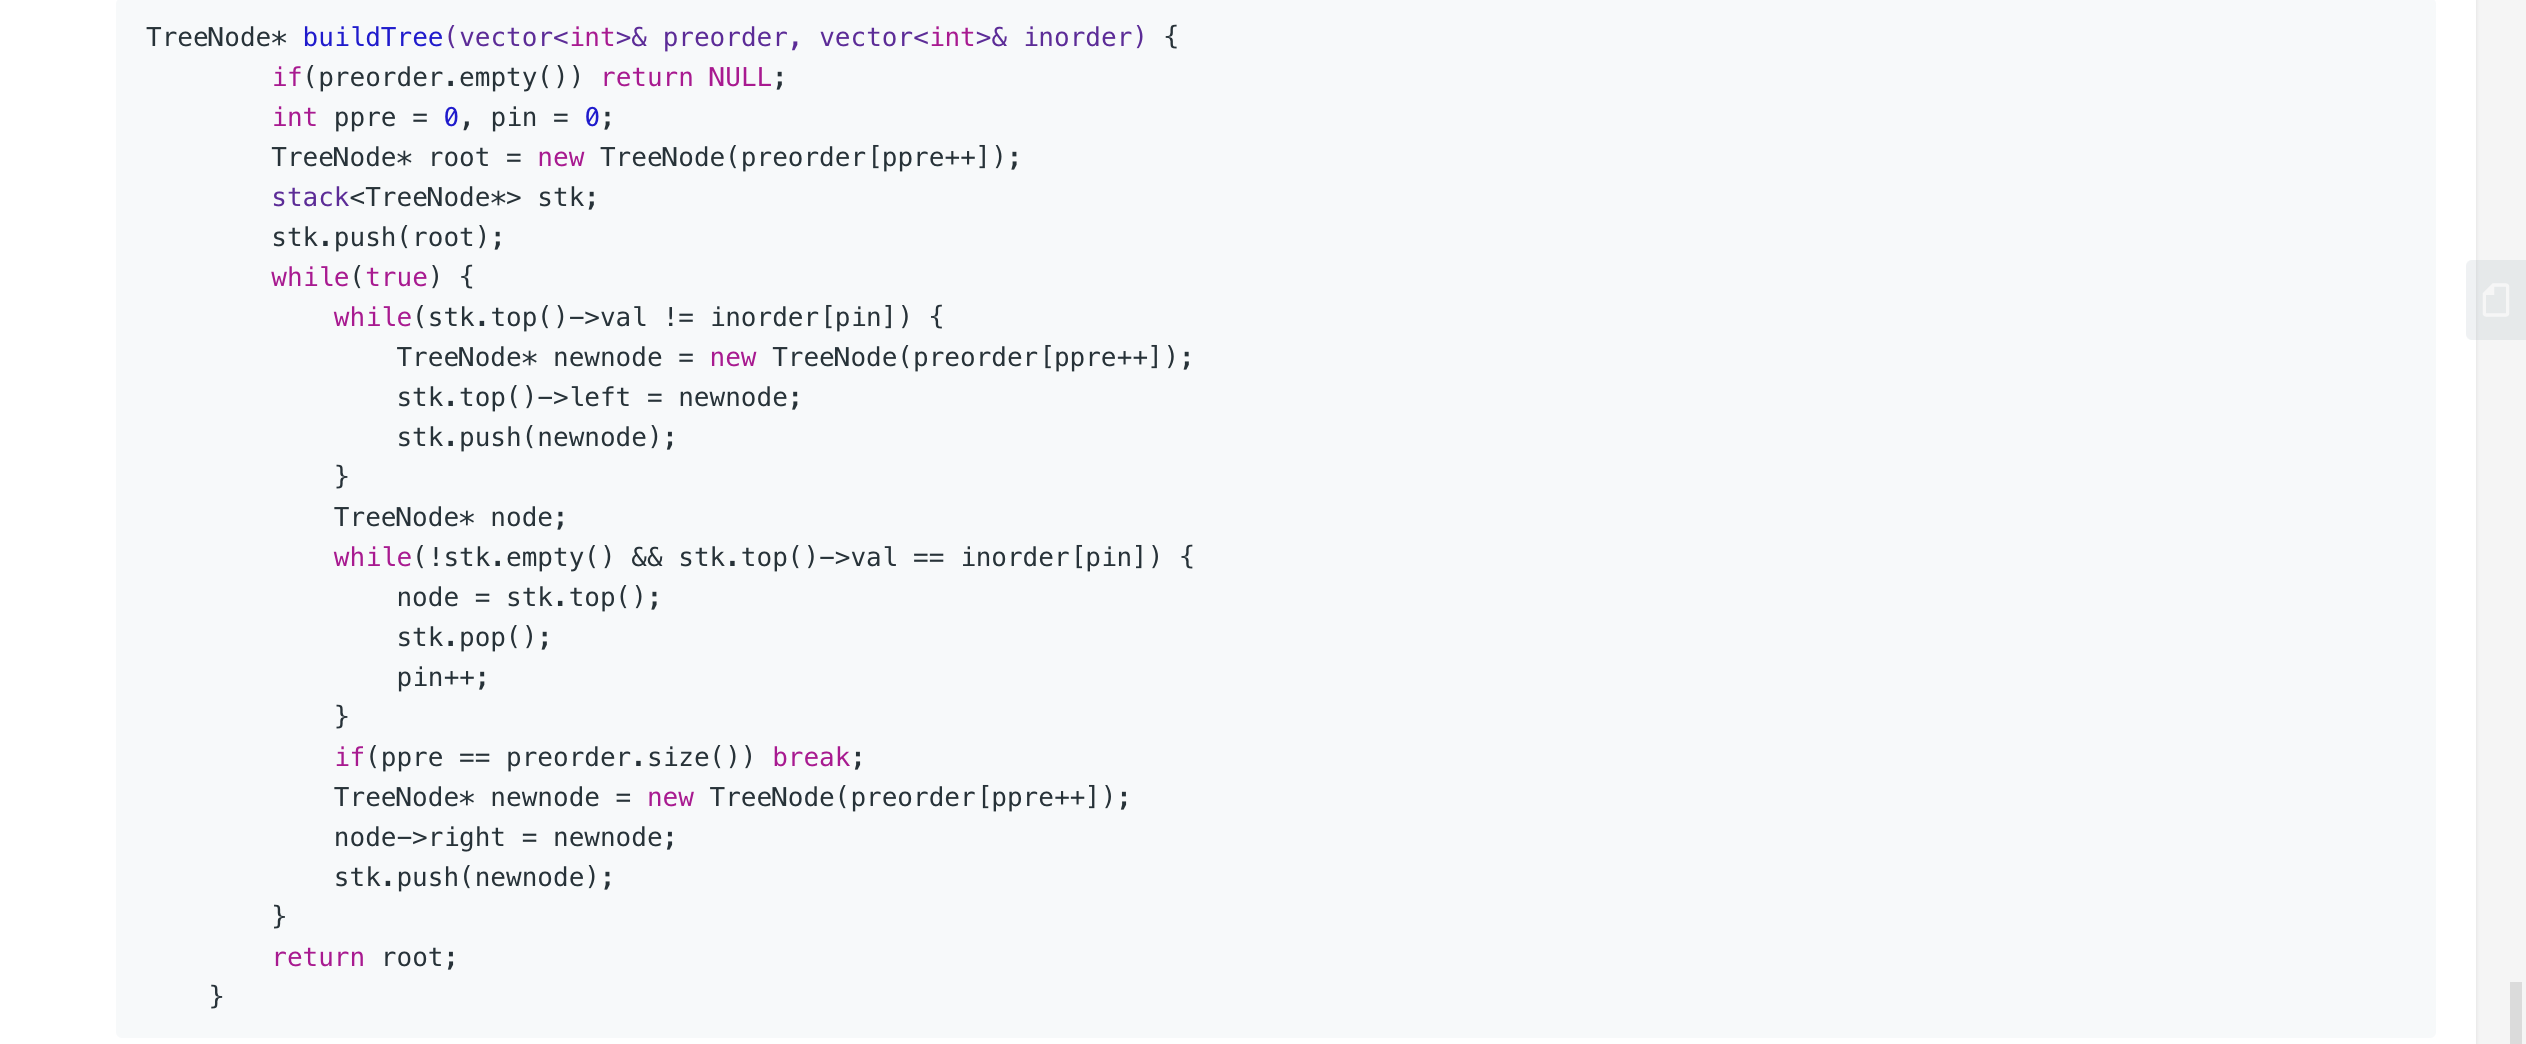 TreeNode* buildTree(vector<int>& preorder, vector<int>& inorder) {
        if(preorder.empty()) return NULL;
        int ppre = 0, pin = 0;
        TreeNode* root = new TreeNode(preorder[ppre++]);
        stack<TreeNode*> stk;
        stk.push(root);
        while(true) {
            while(stk.top()->val != inorder[pin]) {
                TreeNode* newnode = new TreeNode(preorder[ppre++]);
                stk.top()->left = newnode;
                stk.push(newnode);
            }
            TreeNode* node;
            while(!stk.empty() && stk.top()->val == inorder[pin]) {
                node = stk.top();
                stk.pop();
                pin++;
            }
            if(ppre == preorder.size()) break;
            TreeNode* newnode = new TreeNode(preorder[ppre++]);
            node->right = newnode;
            stk.push(newnode);
        }
        return root;
    }